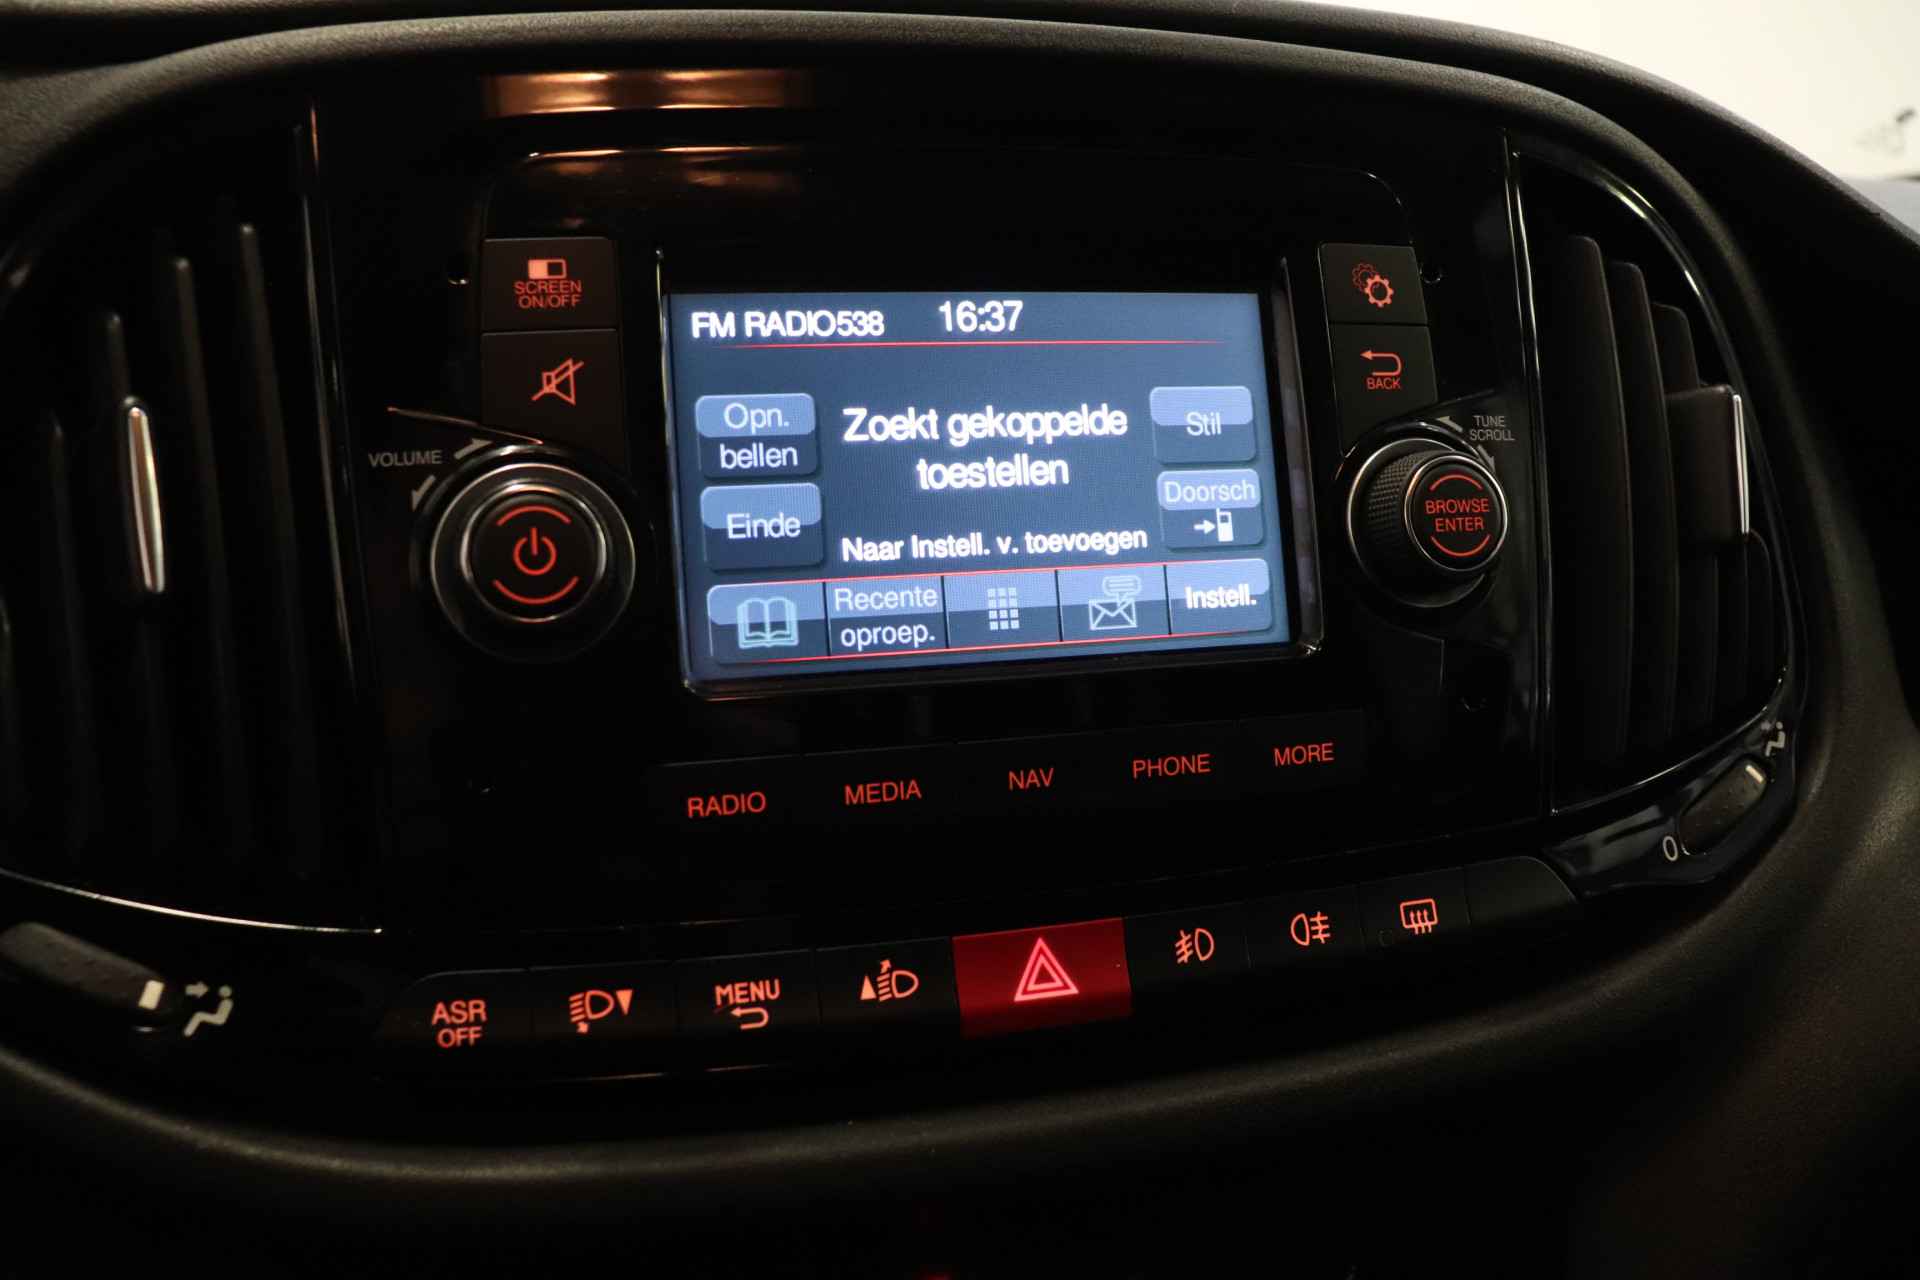 SCREEN
ON/OFF
VOLUME
FM RADIO538 16:37
Opn.
bellen
Zoekt gekoppelde
toestellen
Stil
Einde
Doorsch
Naar Instell. v. toevoegen
Recente
oproep.
Instell.
BACK
TUNE
SCROLL
BROWSE
ENTER
RADIO MEDIA NAV PHONE MORE
0
ASR
OFF
MENU